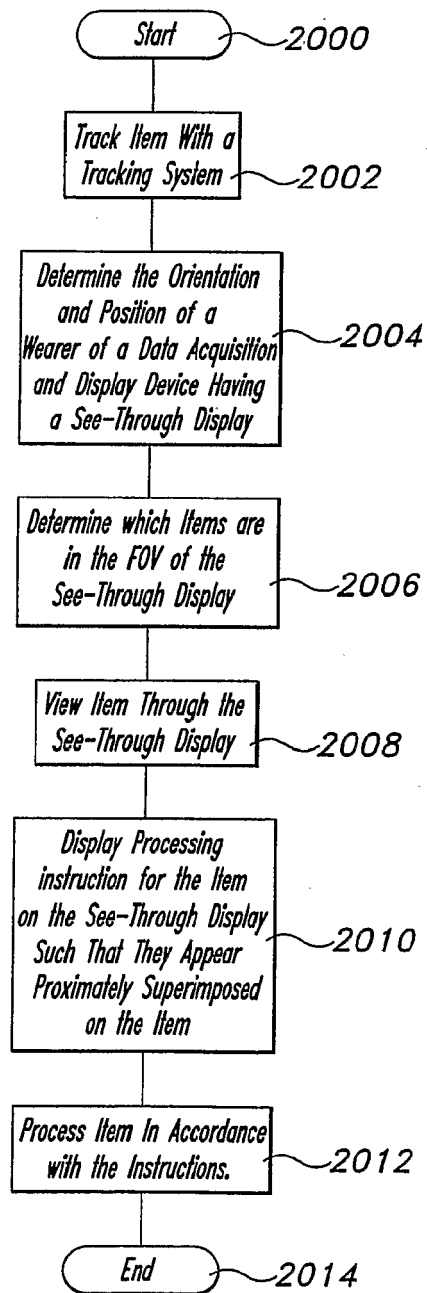 Start
2000
Track Item With a
Tracking System
2002
Determine the Orientation
and Position of a
Wearer of a Data Acquisition
and Display Device Having
a See-Through Display
2004
Determine which Items are
in the FOV of the
See-Through Display
2006
View Item Through the
See-Through Display
2008
Display Processing
instruction for the Item
on the See-Through Display
Such That They Appear
Proximately Superimposed
on the Item
2010
Process Item In Accordance
with the Instructions.
2012
End
2014